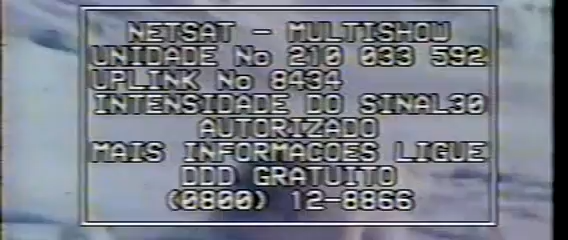 NETSAT - MULTISHOW
UNIDADE No 210 033 592
UPLINK No 8434
INTENSIDADE DO SINAL30
AUTORIZADO
MAIS INFORMACOES LIGUE
DDD GRATUITO
(0800) 12-8866